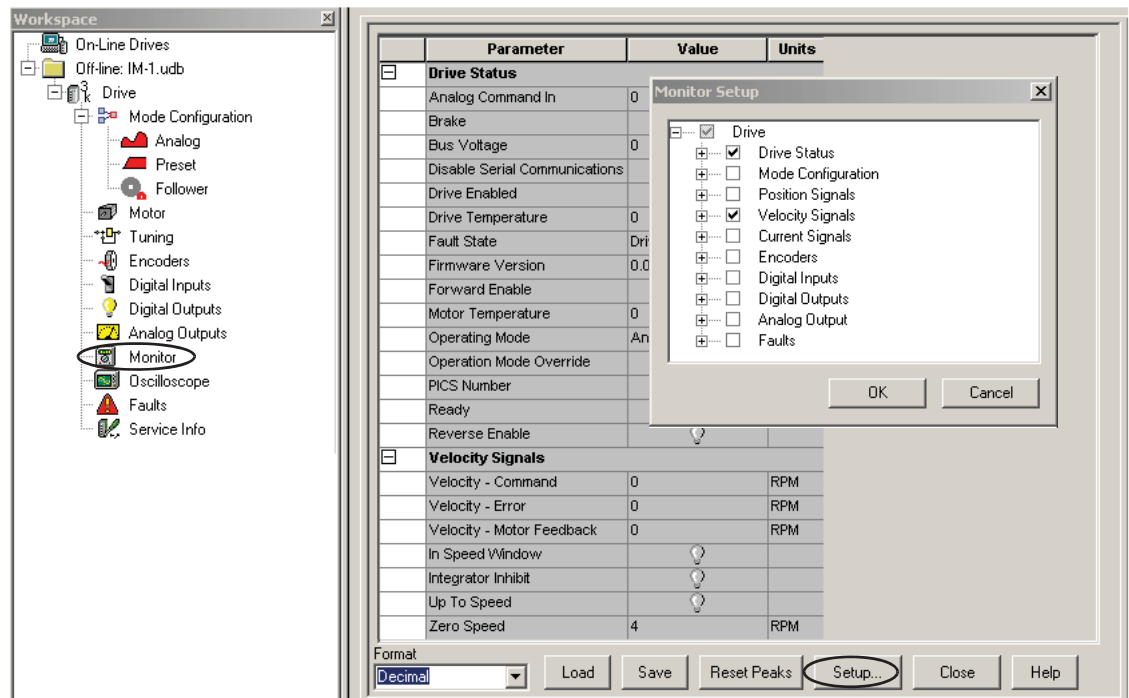 Workspace
On-Line Drives
Off-line: IM-1.udb
Drive
Mode Configuration
Analog
Preset
Follower
Motor
Tuning
Encoders
Digital Inputs
Digital Outputs
Analog Outputs
Monitor
Oscilloscope
Faults
Service Info
Parameter Value Units
Drive Status
Analog Command In 0
Brake
Bus Voltage 0
Disable Serial Communications
Drive Enabled
Drive Temperature 0
Fault State Dri
Firmware Version 0.0
Forward Enable
Motor Temperature 0
Operating Mode An
Operation Mode Override
PICS Number
Ready
Reverse Enable
Velocity Signals
Velocity - Command 0 RPM
Velocity - Error 0 RPM
Velocity - Motor Feedback 0 RPM
In Speed Window
Integrator Inhibit
Up To Speed
Zero Speed 4 RPM
Monitor Setup
Drive
Drive Status
Mode Configuration
Position Signals
Velocity Signals
Current Signals
Encoders
Digital Inputs
Digital Outputs
Analog Output
Faults
OK Cancel
Format
Decimal Load Save Reset Peaks Setup... Close Help